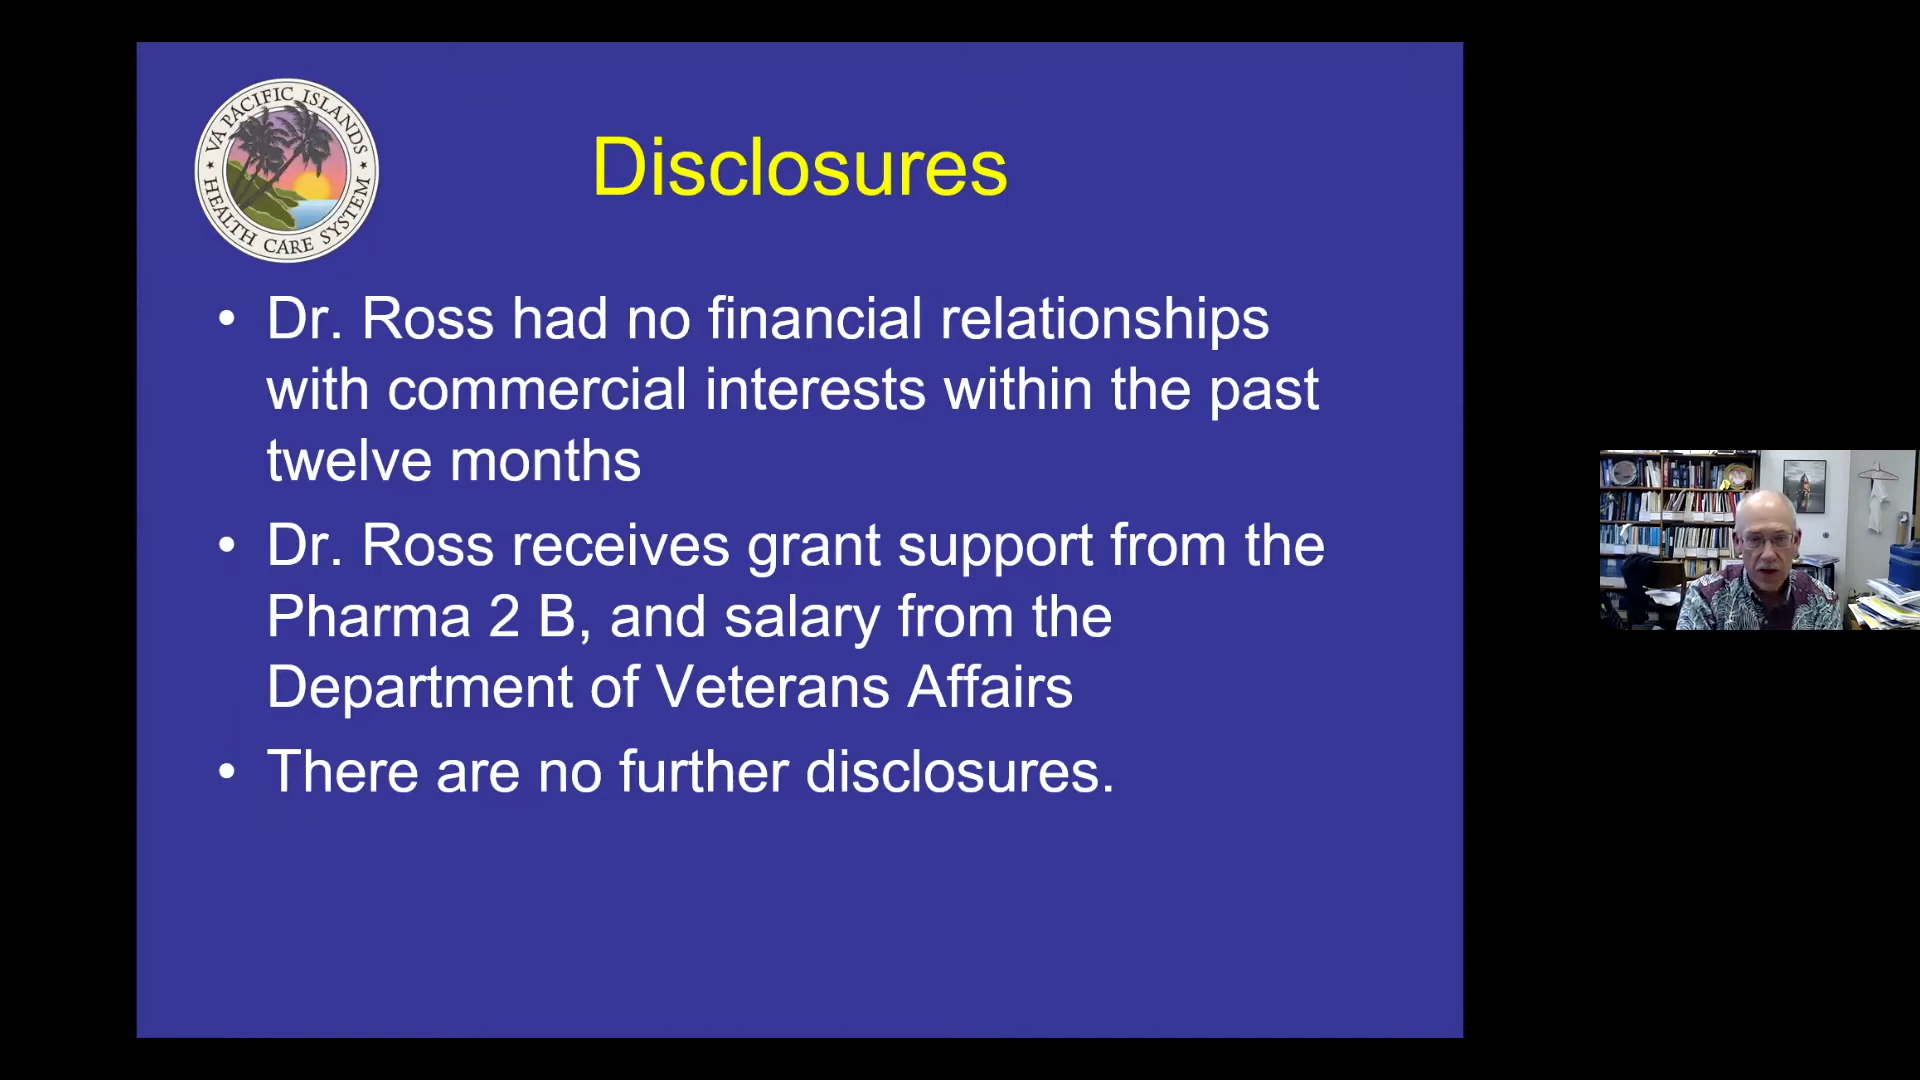 VA PACIFIC ISLANDS
HEALTH CARE SYSTEM
Disclosures
• Dr. Ross had no financial relationships
with commercial interests within the past
twelve months
• Dr. Ross receives grant support from the
Pharma 2 B, and salary from the
Department of Veterans Affairs
• There are no further disclosures.